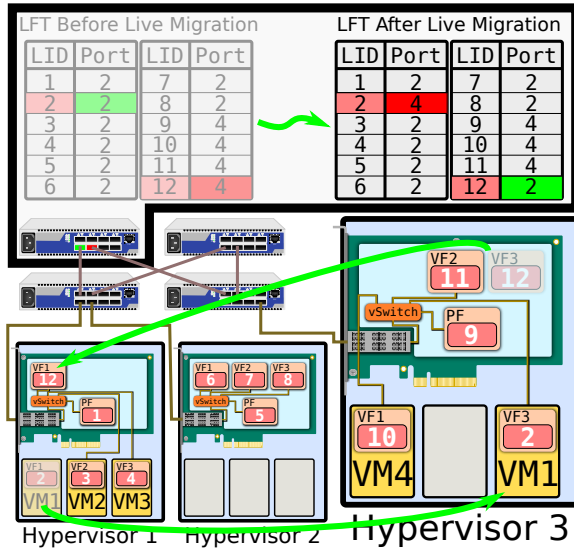 LFT Before Live Migration
LID Port LID Port
1 2 7 2
2 2 8 2
3 2 9 4
4 2 10 4
5 2 11 4
6 2 12 4
LFT After Live Migration
LID Port LID Port
1 2 7 2
2 4 8 2
3 2 9 4
4 2 10 4
5 2 11 4
6 2 12 2
VF2
11
VF3
12
vSwitch
PF
9
VF1
10
VM4
VF3
2
VM1
Hypervisor 3
VF1
12
vSwitch
PF
1
VF1
2
VM1
VF2
3
VM2
VF3
4
VM3
Hypervisor 1
VF1
6
VF2
7
VF3
8
vSwitch
PF
5
Hypervisor 2